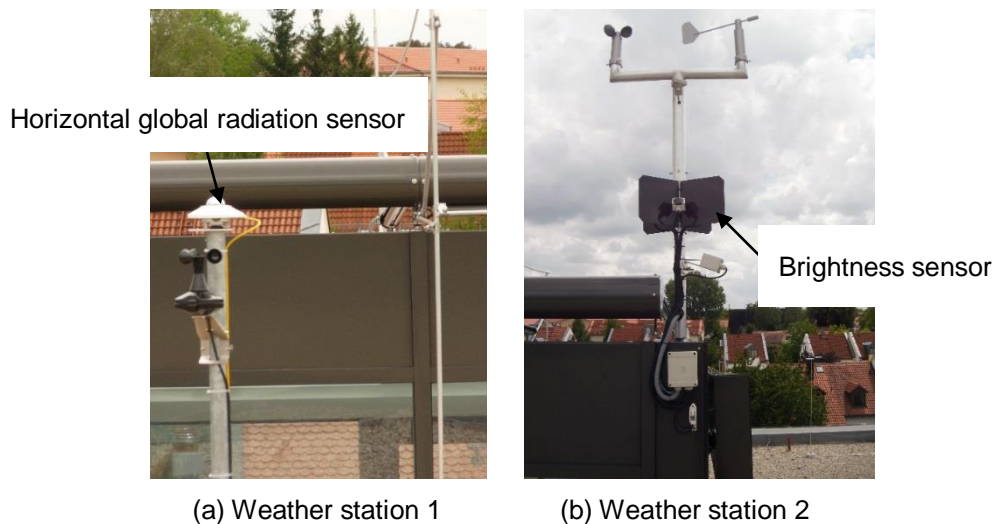 Horizontal global radiation sensor
Brightness sensor
(a) Weather station 1
(b) Weather station 2